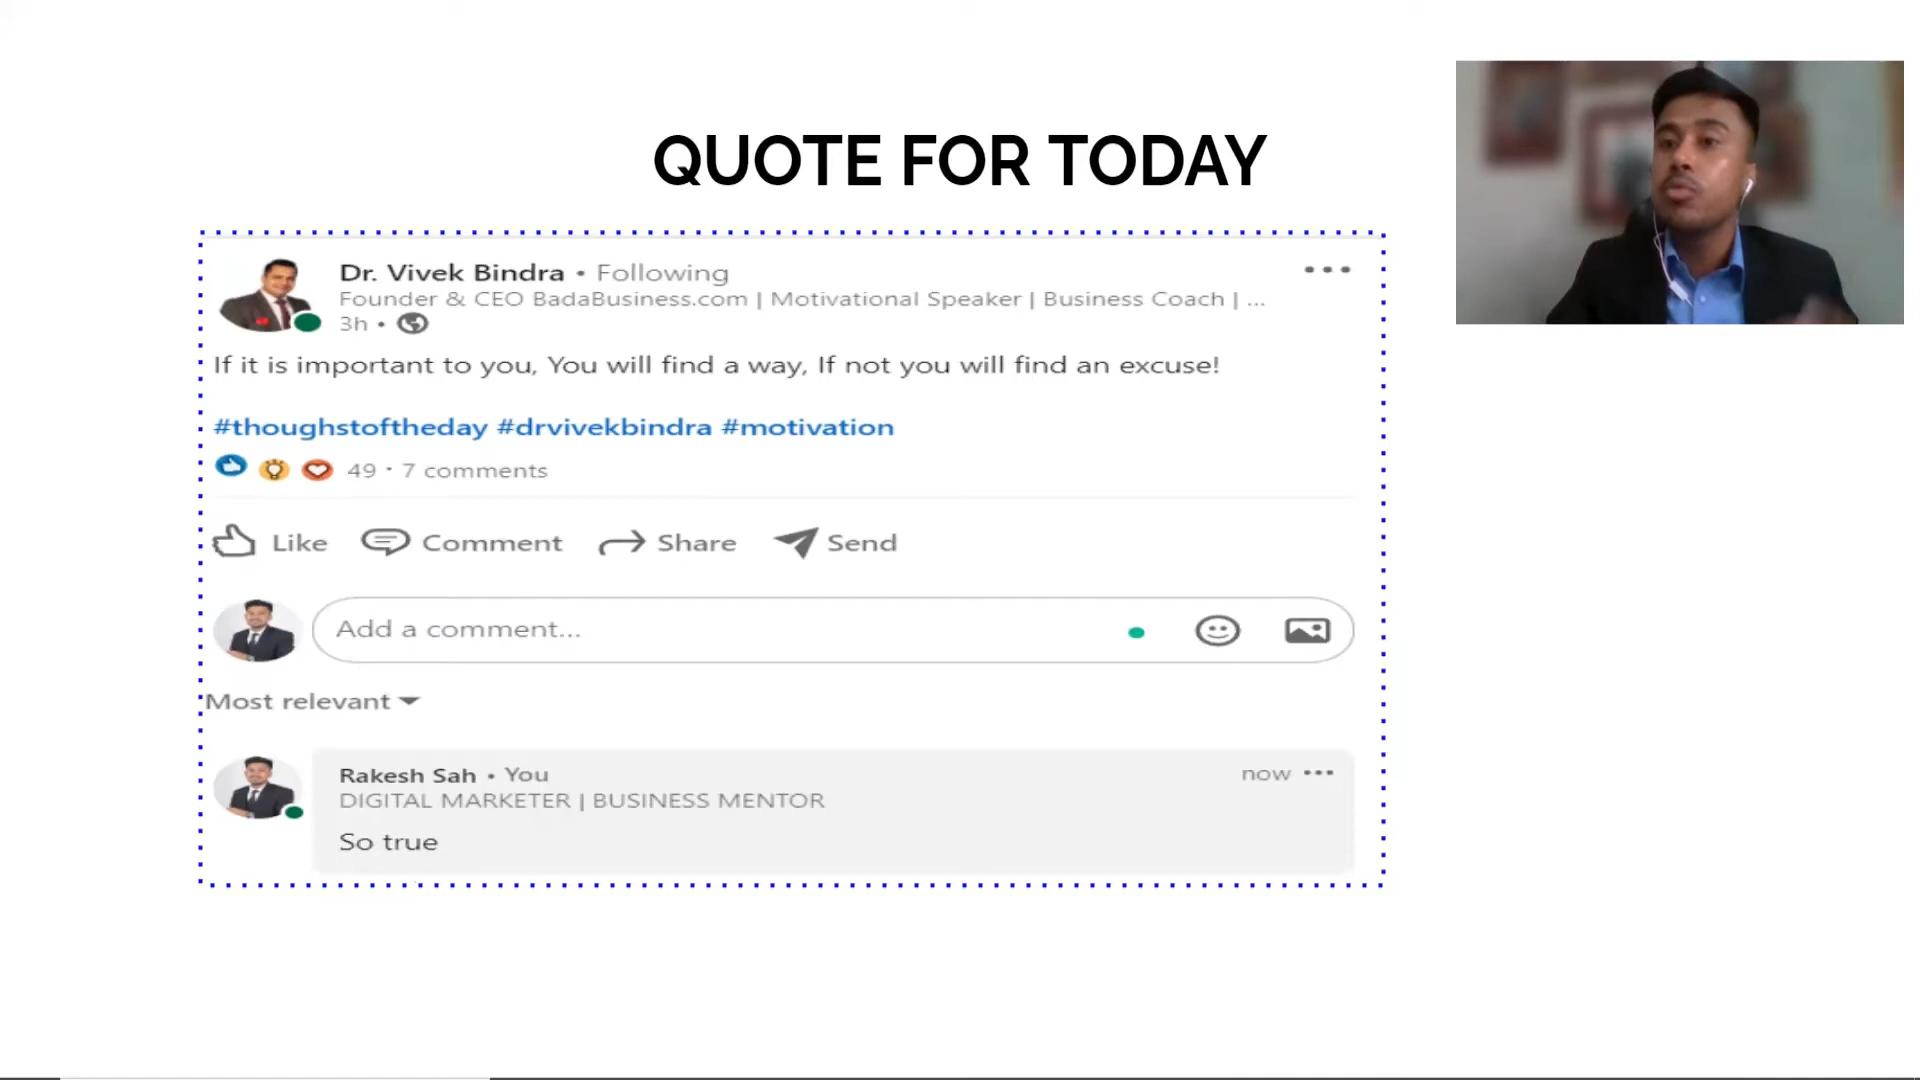 QUOTE FOR TODAY
Dr. Vivek Bindra • Following
Founder & CEO BadaBusiness.com | Motivational Speaker | Business Coach | ...
3h •
If it is important to you, You will find a way, If not you will find an excuse!
#thoughstoftheday #drvivekbindra #motivation
49 · 7 comments
Like Comment Share Send
Add a comment...
Most relevant
Rakesh Sah • You now
DIGITAL MARKETER | BUSINESS MENTOR
So true